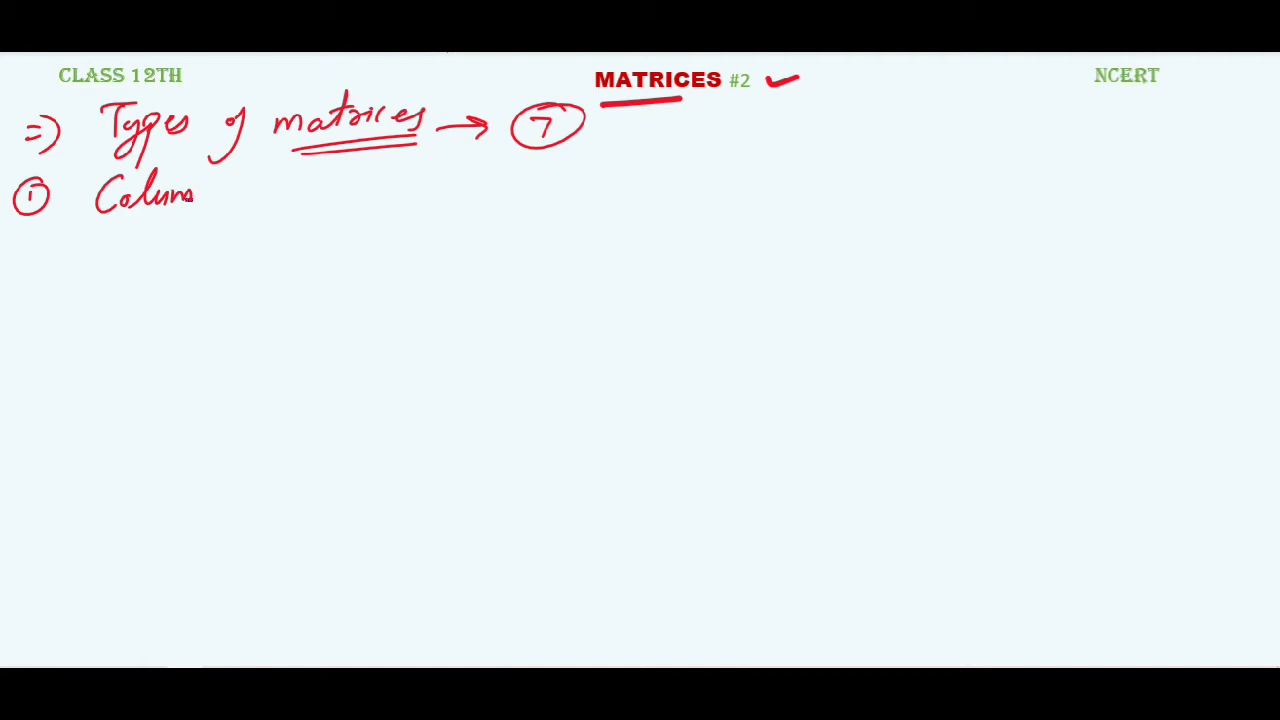 CLASS 12TH MATRICES #2 ✓ NCERT
=) Types of matrices → 7
1 Colum